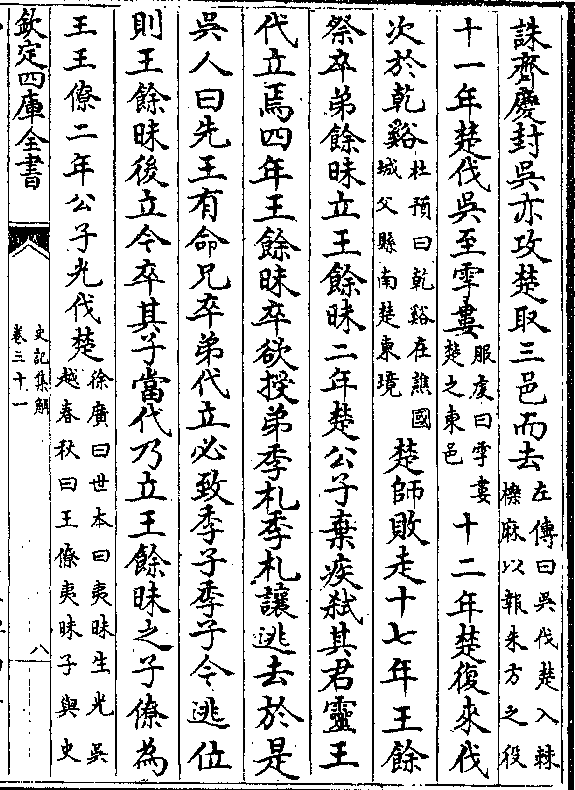 誅齊慶封吳亦攻楚取三邑而去左傳曰吳伐楚入棘櫟麻以報朱方之役
十一年楚伐吳至雩婁服虔曰雩婁楚之東邑十二年楚復來伐
次於乾谿杜預曰乾谿在譙國城父縣南楚東境楚師敗走十七年王餘
祭卒弟餘昧立王餘昧二年楚公子棄疾弑其君靈王
代立焉四年王餘昧卒欲授弟季札季札讓逃去於是
吳人曰先王有命兄卒弟代立必致季子季子令逃位
則王餘昧後立今卒其子當代乃立王餘昧之子僚為
王王僚二年公子光伐楚徐廣曰世本曰夷昧生光吳越春秋曰王僚夷昧子與史
欽定四庫全書
史記集解
卷三十一
八